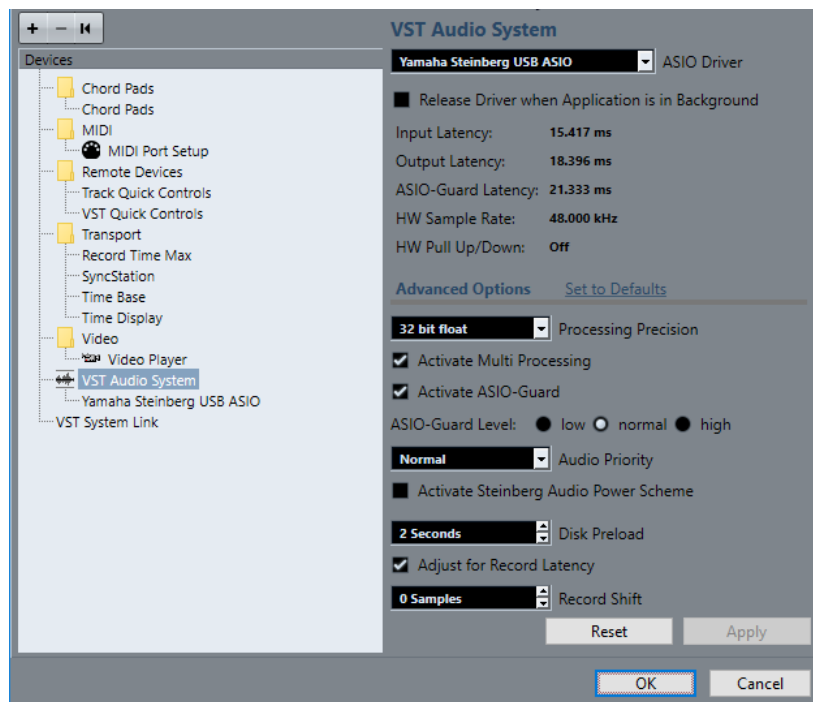 Devices
Chord Pads
Chord Pads
MIDI
MIDI Port Setup
Remote Devices
Track Quick Controls
VST Quick Controls
Transport
Record Time Max
SyncStation
Time Base
Time Display
Video
Video Player
VST Audio System
Yamaha Steinberg USB ASIO
VST System Link
VST Audio System
Yamaha Steinberg USB ASIO ASIO Driver
Release Driver when Application is in Background
Input Latency: 15.417 ms
Output Latency: 18.396 ms
ASIO-Guard Latency: 21.333 ms
HW Sample Rate: 48.000 kHz
HW Pull Up/Down: Off
Advanced Options Set to Defaults
32 bit float Processing Precision
Activate Multi Processing
Activate ASIO-Guard
ASIO-Guard Level: low normal high
Normal Audio Priority
Activate Steinberg Audio Power Scheme
2 Seconds Disk Preload
Adjust for Record Latency
0 Samples Record Shift
Reset Apply
OK Cancel